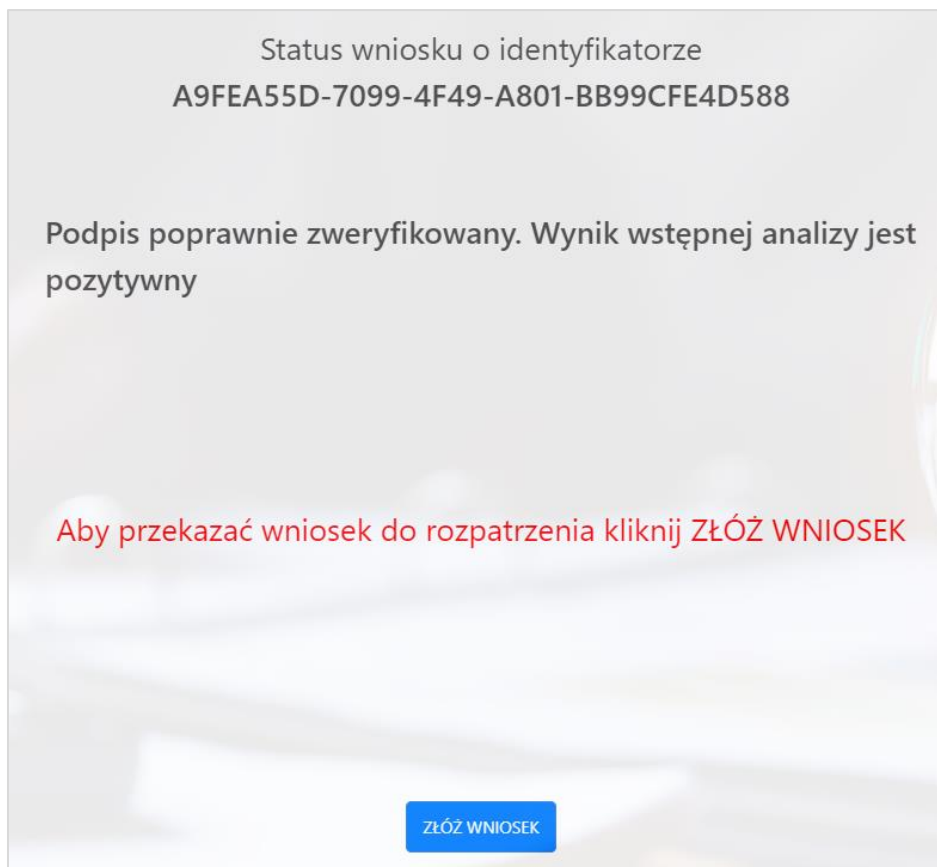 Status wniosku o identyfikatorze
A9FEA55D-7099-4F49-A801-BB99CFE4D588
Podpis poprawnie zweryfikowany. Wynik wstępnej analizy jest
pozytywny
Aby przekazać wniosek do rozpatrzenia kliknij ZŁÓŻ WNIOSEK
ZŁÓŻ WNIOSEK